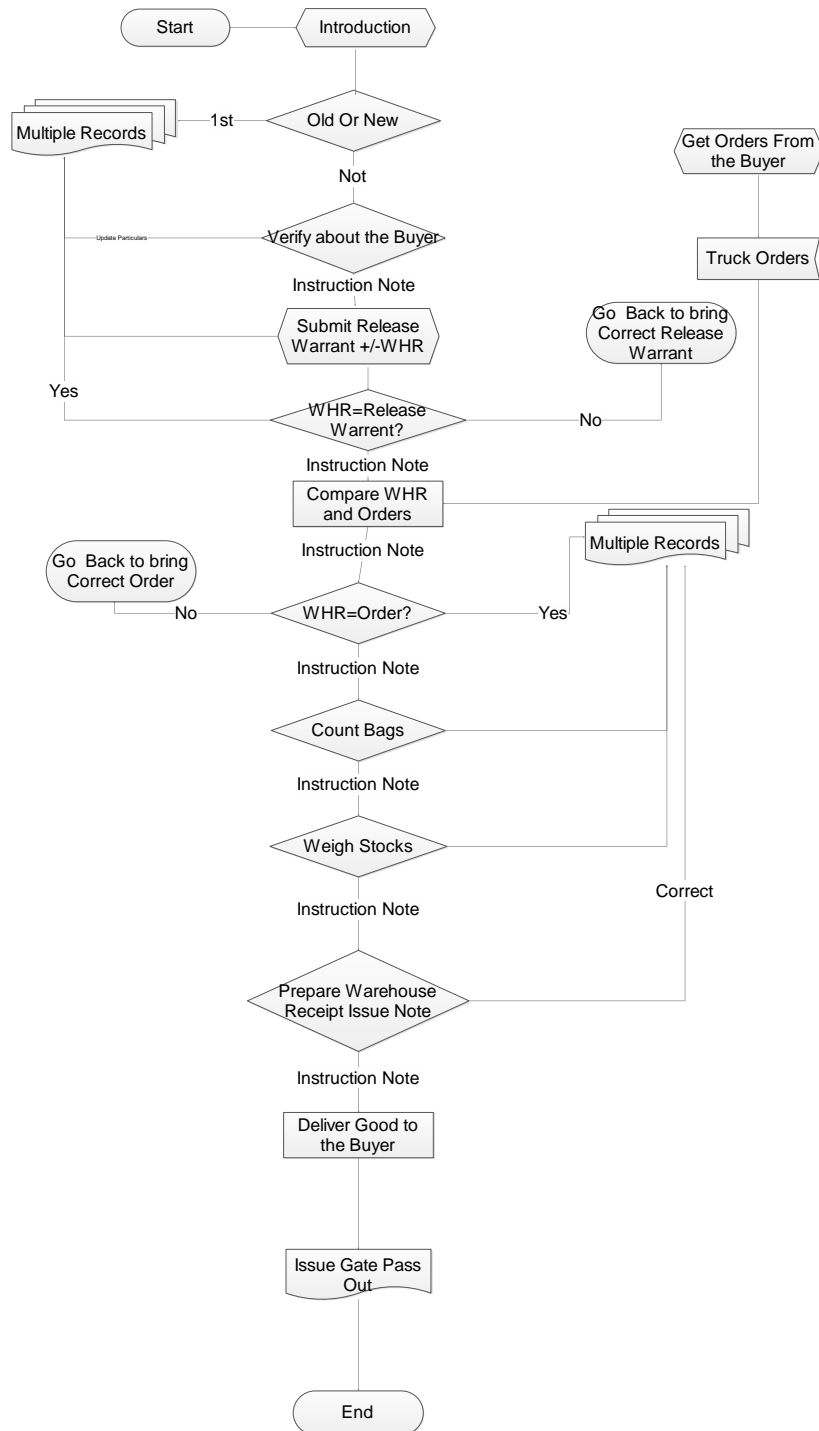 Start
Introduction
Multiple Records
1st
Old Or New
Get Orders From
the Buyer
Not
Update Particulars
Verify about the Buyer
Truck Orders
Instruction Note
Submit Release
Warrant +/-WHR
Go  Back to bring
Correct Release
Warrant
Yes
WHR=Release
Warrent?
No
Instruction Note
Compare WHR
and Orders
Instruction Note
Multiple Records
Go  Back to bring
Correct Order
No
WHR=Order?
Yes
Instruction Note
Count Bags
Instruction Note
Weigh Stocks
Correct
Instruction Note
Prepare Warehouse
Receipt Issue Note
Instruction Note
Deliver Good to
the Buyer
Issue Gate Pass
Out
End